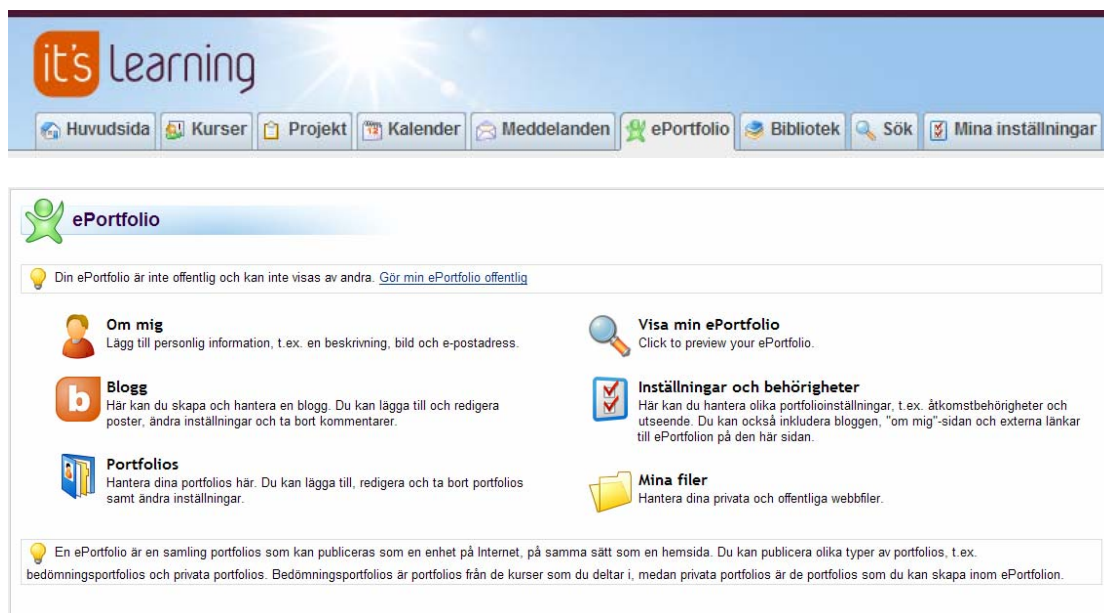 it's learning
Huvudsida Kurser Projekt Kalender Meddelanden ePortfolio Bibliotek Sök Mina inställningar
ePortfolio
Din ePortfolio är inte offentlig och kan inte visas av andra. Gör min ePortfolio offentlig
Om mig
Lägg till personlig information, t.ex. en beskrivning, bild och e-postadress.
Visa min ePortfolio
Click to preview your ePortfolio.
Blogg
Här kan du skapa och hantera en blogg. Du kan lägga till och redigera
poster, ändra inställningar och ta bort kommentarer.
Inställningar och behörigheter
Här kan du hantera olika portfolioinställningar, t.ex. åtkomstbehörigheter och
utseende. Du kan också inkludera bloggen, "om mig"-sidan och externa länkar
till ePortfolion på den här sidan.
Portfolios
Hantera dina portfolios här. Du kan lägga till, redigera och ta bort portfolios
samt ändra inställningar.
Mina filer
Hantera dina privata och offentliga webbfiler.
En ePortfolio är en samling portfolios som kan publiceras som en enhet på Internet, på samma sätt som en hemsida. Du kan publicera olika typer av portfolios, t.ex.
bedömningsportfolios och privata portfolios. Bedömningsportfolios är portfolios från de kurser som du deltar i, medan privata portfolios är de portfolios som du kan skapa inom ePortfolion.